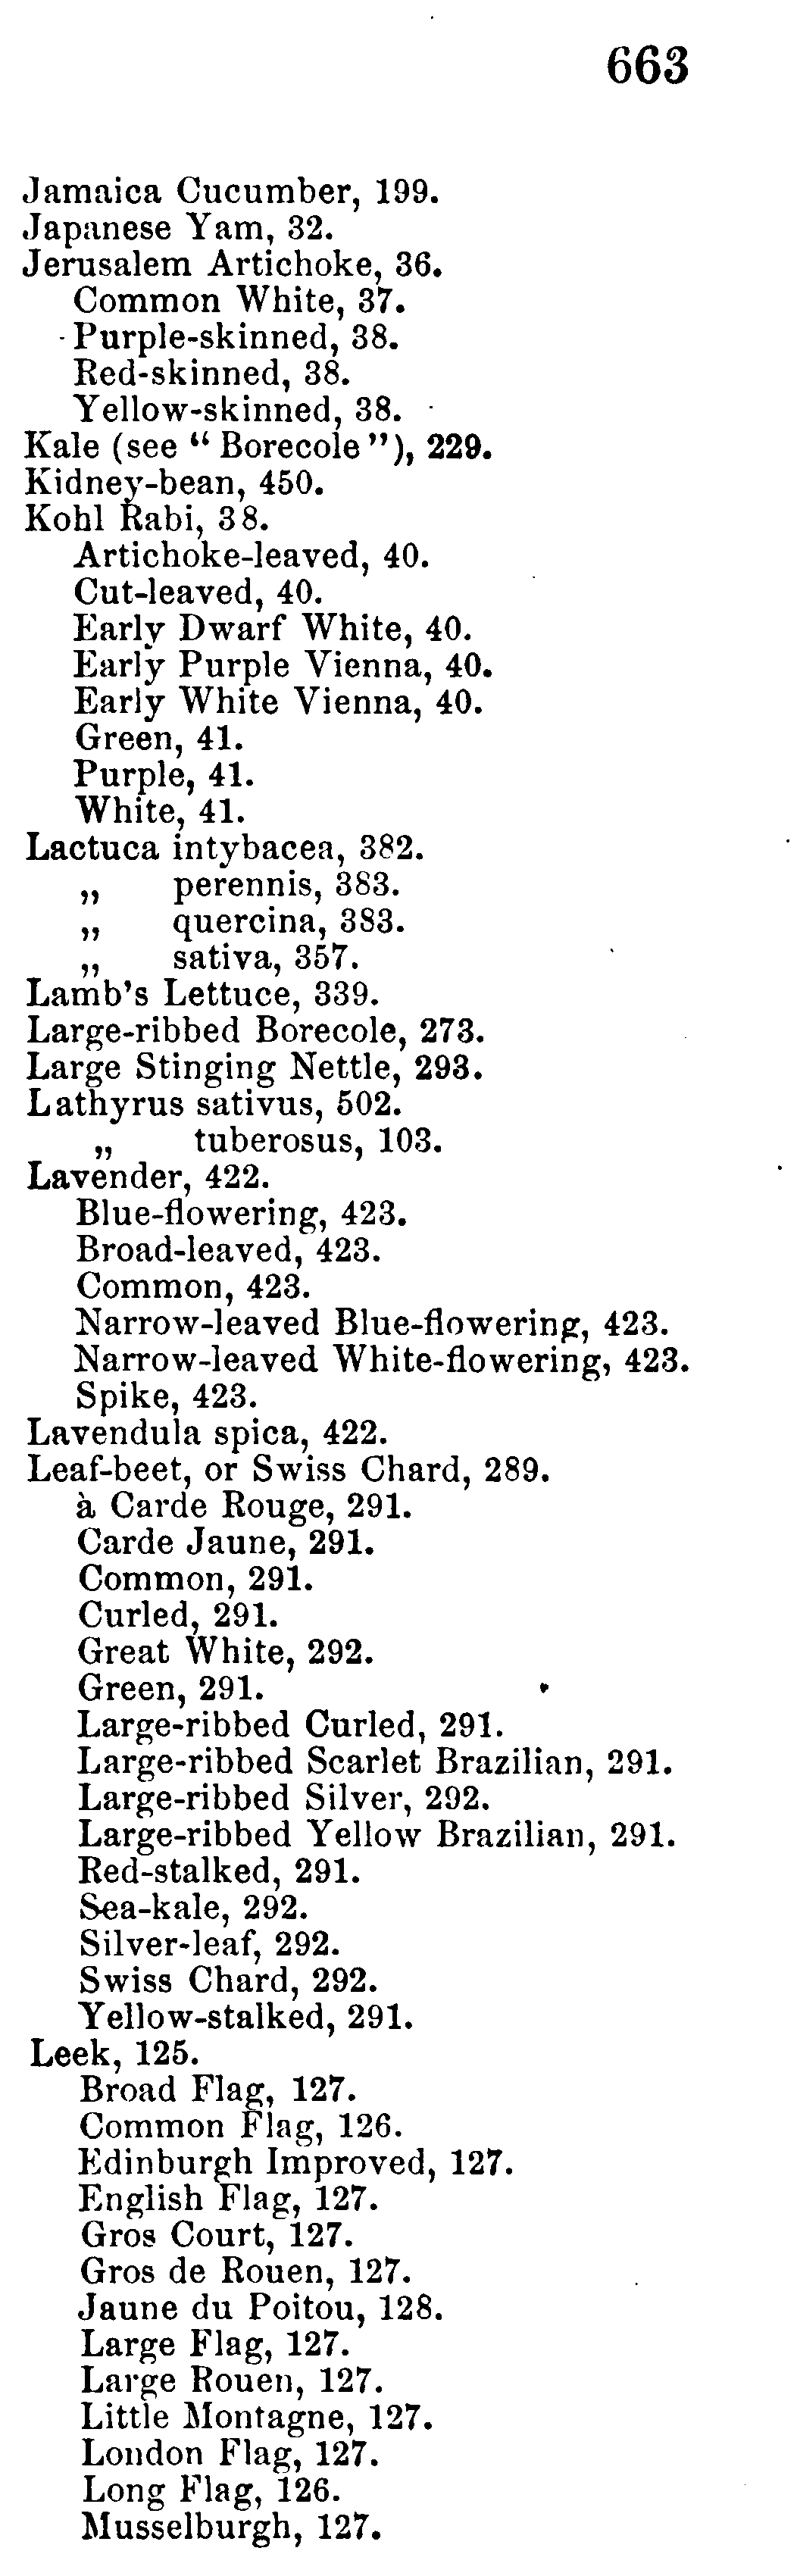 663
Jamaica Cucumber, 199.
Japanese Yam, 32.
Jerusalem Artichoke, 36.
Common White, 37.
Purple-skinned, 38.
Red-skinned, 38.
Yellow-skinned, 38.
Kale (see “ Borecole ”), 229.
Kidney-bean, 450.
Kohl Rabi, 38.
Artichoke-leaved, 40.
Cut-leaved, 40.
Early Dwarf White, 40.
Early Purple Vienna, 40.
Early White Vienna, 40.
Green, 41.
Purple, 41.
White, 41.
Lactuca intybacea, 382.
„ perennis, 383.
„ quercina, 383.
„ sativa, 357.
Lamb's Lettuce, 339.
Large-ribbed Borecole, 273.
Large Stinging Nettle, 293.
Lathyrus sativus, 502.
„ tuberosus, 103.
Lavender, 422.
Blue-flowering, 423.
Broad-leaved, 423.
Common, 423.
Narrow-leaved Blue-flowering, 423.
Narrow-leaved White-flowering, 423.
Spike, 423.
Lavendula spica, 422.
Leaf-beet, or Swiss Chard, 289.
à Carde Rouge, 291.
Carde Jaune, 291.
Common, 291.
Curled, 291.
Great White, 292.
Green, 291.
Large-ribbed Curled, 291.
Large-ribbed Scarlet Brazilian, 291.
Large-ribbed Silver, 292.
Large-ribbed Yellow Brazilian, 291.
Red-stalked, 291.
Sea-kale, 292.
Silver-leaf, 292.
Swiss Chard, 292.
Yellow-stalked, 291.
Leek, 125.
Broad Flag, 127.
Common Flag, 126.
Edinburgh Improved, 127.
English Flag, 127.
Gros Court, 127.
Gros de Rouen, 127.
Jaune du Poitou, 128.
Large Flag, 127.
Large Rouen, 127.
Little Montagne, 127.
London Flag, 127.
Long Flag, 126.
Musselburgh, 127.